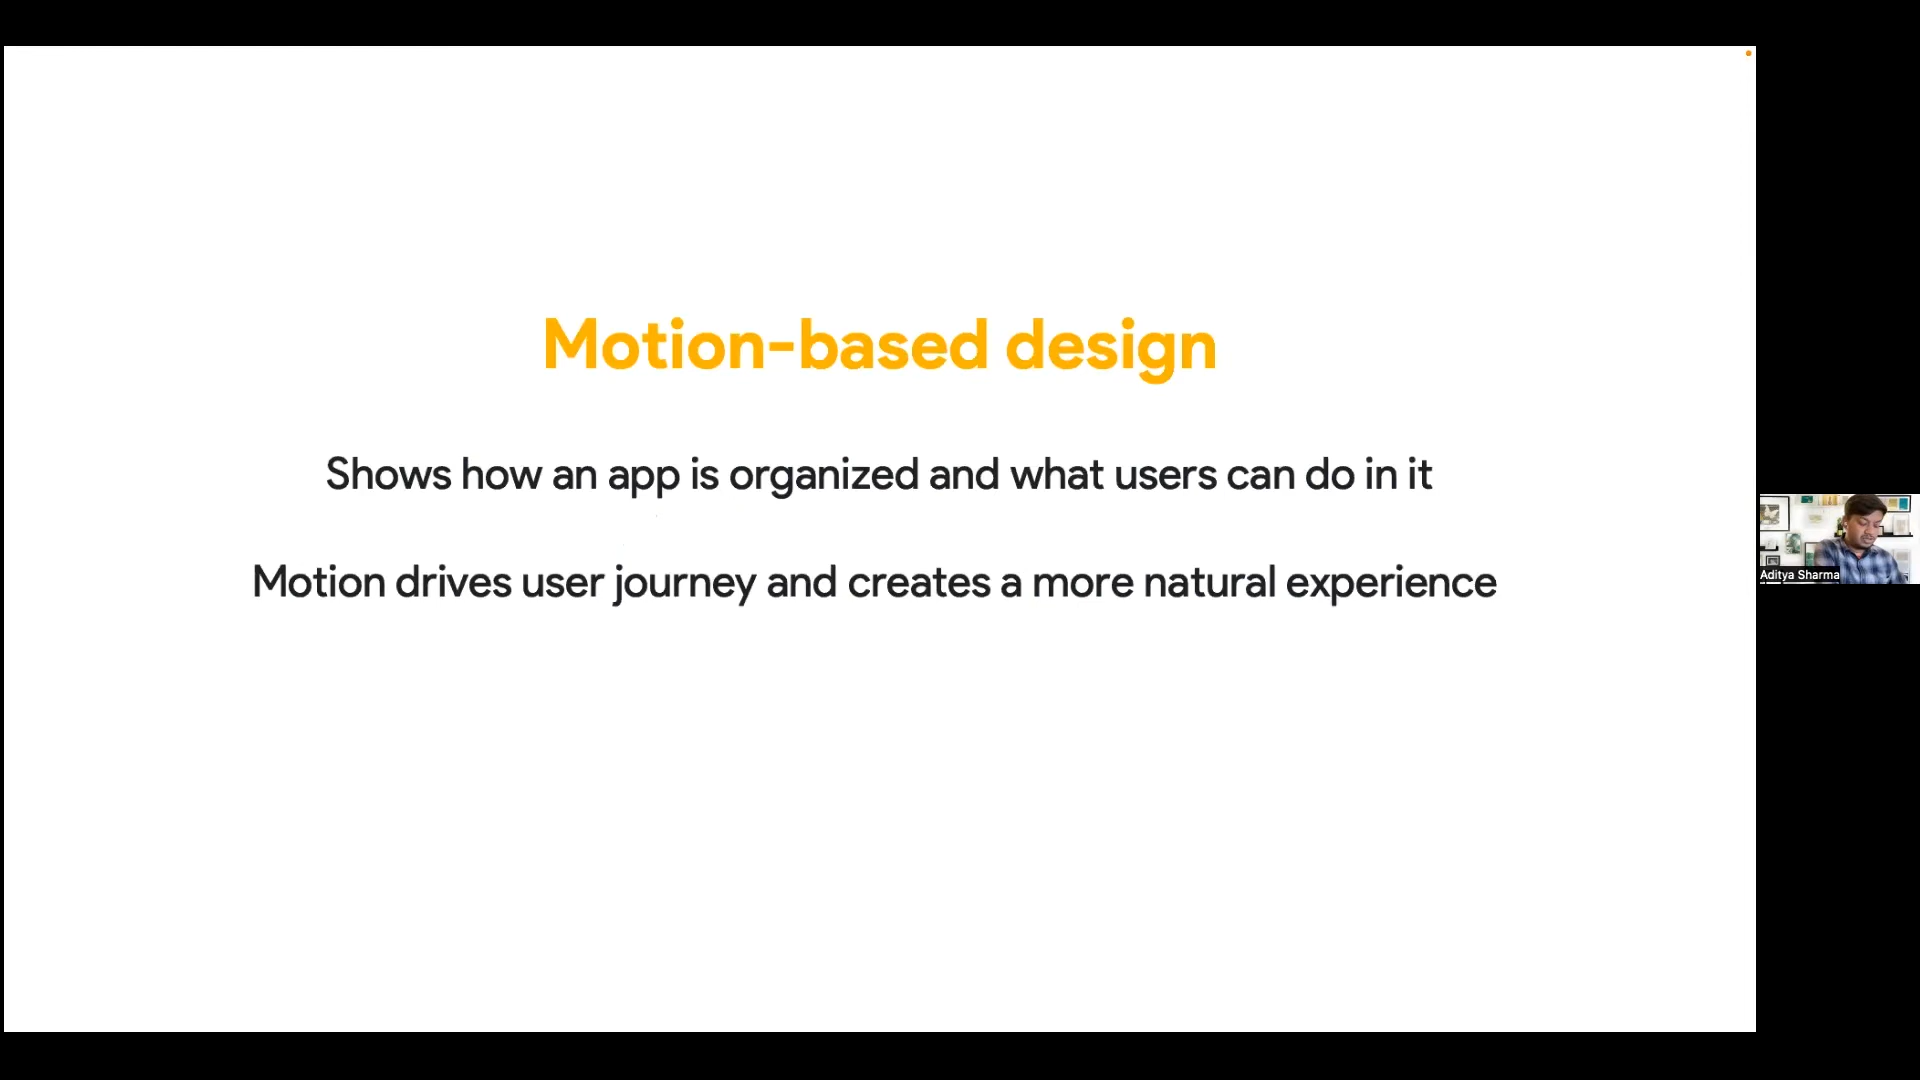 Motion-based design
Shows how an app is organized and what users can do in it
Motion drives user journey and creates a more natural experience
Aditya Sharma